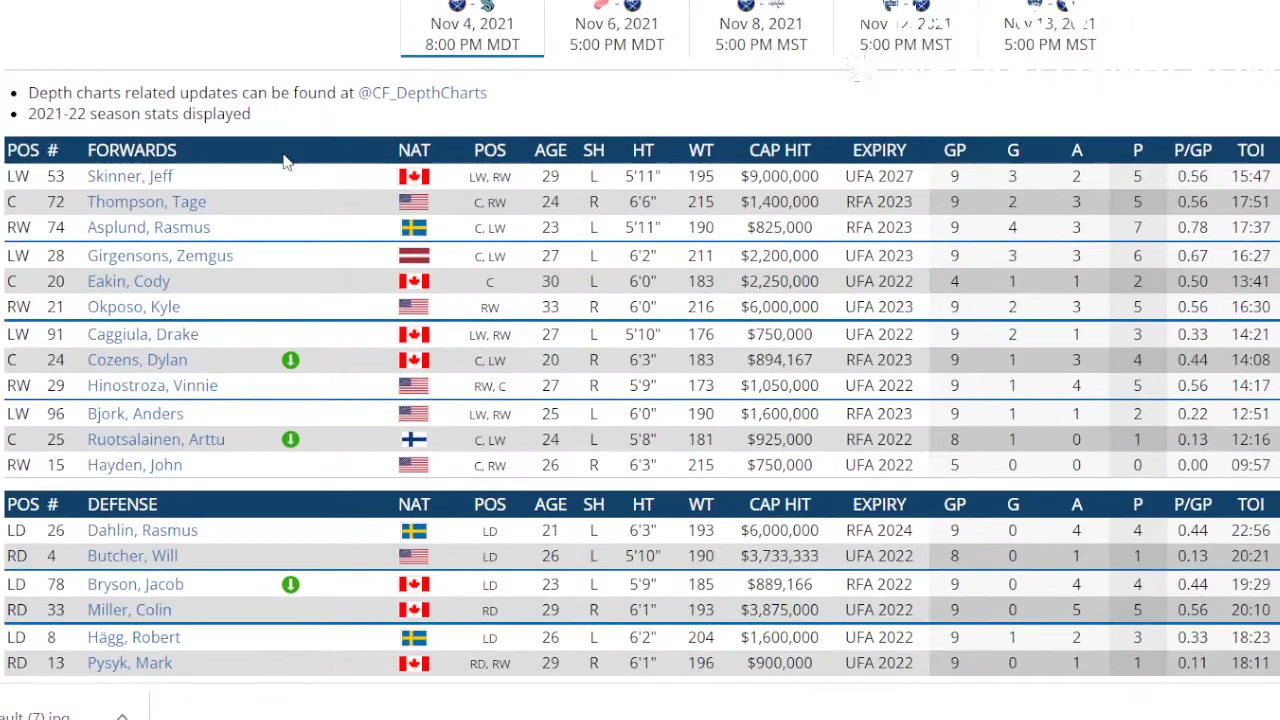 Nov 4, 2021 Nov 6, 2021 Nov 8, 2021 Nov 2021 Nov 13, 2021
8:00 PM MDT 5:00 PM MDT 5:00 PM MST 5:00 PM MST 5:00 PM MST
• Depth charts related updates can be found at @CF_DepthCharts
• 2021-22 season stats displayed
POS # FORWARDS NAT POS AGE SH HT WT CAP HIT EXPIRY GP G A P P/GP TOI
LW 53 Skinner, Jeff LW, RW 29 L 5'11" 195 $9,000,000 UFA 2027 9 3 2 5 0.56 15:47
C 72 Thompson, Tage C, RW 24 R 6'6" 215 $1,400,000 RFA 2023 9 2 3 5 0.56 17:51
RW 74 Asplund, Rasmus C, LW 23 L 5'11" 190 $825,000 RFA 2023 9 4 3 7 0.78 17:37
LW 28 Girgensons, Zemgus C, LW 27 L 6'2" 211 $2,200,000 UFA 2023 9 3 3 6 0.67 16:27
C 20 Eakin, Cody C 30 L 6'0" 183 $2,250,000 UFA 2022 4 1 1 2 0.50 13:41
RW 21 Okposo, Kyle RW 33 R 6'0" 216 $6,000,000 UFA 2023 9 2 3 5 0.56 16:30
LW 91 Caggiula, Drake LW, RW 27 L 5'10" 176 $750,000 UFA 2022 9 2 1 3 0.33 14:21
C 24 Cozens, Dylan C, LW 20 R 6'3" 183 $894,167 RFA 2023 9 1 3 4 0.44 14:08
RW 29 Hinostroza, Vinnie RW, C 27 R 5'9" 173 $1,050,000 UFA 2022 9 1 4 5 0.56 14:17
LW 96 Bjork, Anders LW, RW 25 L 6'0" 190 $1,600,000 RFA 2023 9 1 1 2 0.22 12:51
C 25 Ruotsalainen, Arttu C, LW 24 L 5'8" 181 $925,000 RFA 2022 8 1 0 1 0.13 12:16
RW 15 Hayden, John C, RW 26 R 6'3" 215 $750,000 UFA 2022 5 0 0 0 0.00 09:57
POS # DEFENSE NAT POS AGE SH HT WT CAP HIT EXPIRY GP G A P P/GP TOI
LD 26 Dahlin, Rasmus LD 21 L 6'3" 193 $6,000,000 RFA 2024 9 0 4 4 0.44 22:56
RD 4 Butcher, Will LD 26 L 5'10" 190 $3,733,333 UFA 2022 8 0 1 1 0.13 20:21
LD 78 Bryson, Jacob LD 23 L 5'9" 185 $889,166 RFA 2022 9 0 4 4 0.44 19:29
RD 33 Miller, Colin RD 29 R 6'1" 193 $3,875,000 UFA 2022 9 0 5 5 0.56 20:10
LD 8 Hägg, Robert LD 26 L 6'2" 204 $1,600,000 UFA 2022 9 1 2 3 0.33 18:23
RD 13 Pysyk, Mark RD, RW 29 R 6'1" 196 $900,000 UFA 2022 9 0 1 1 0.11 18:11